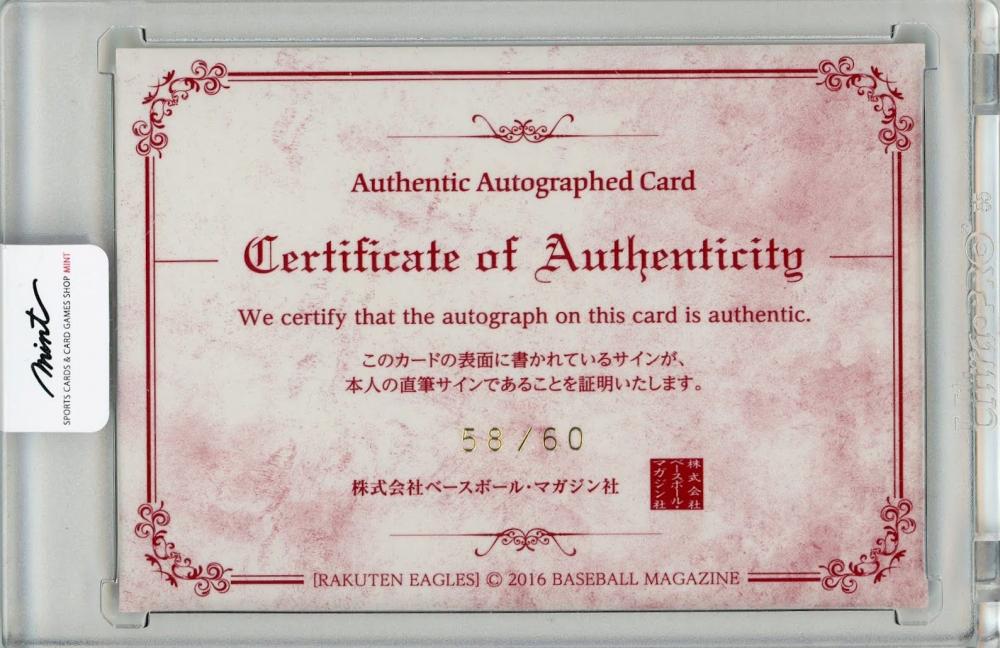 Authentic Autographed Card
Certificate of Authenticity
We certify that the autograph on this card is authentic.
このカードの表面に書かれているサインが、
本人の直筆サインであることを証明いたします。
58/60
株式会社ベースボール・マガジン社
株式会社
ベースボール・
マガジン社
[RAKUTEN EAGLES] © 2016 BASEBALL MAGAZINE
mint
SPORTS CARDS & CARD GAMES SHOP MINT